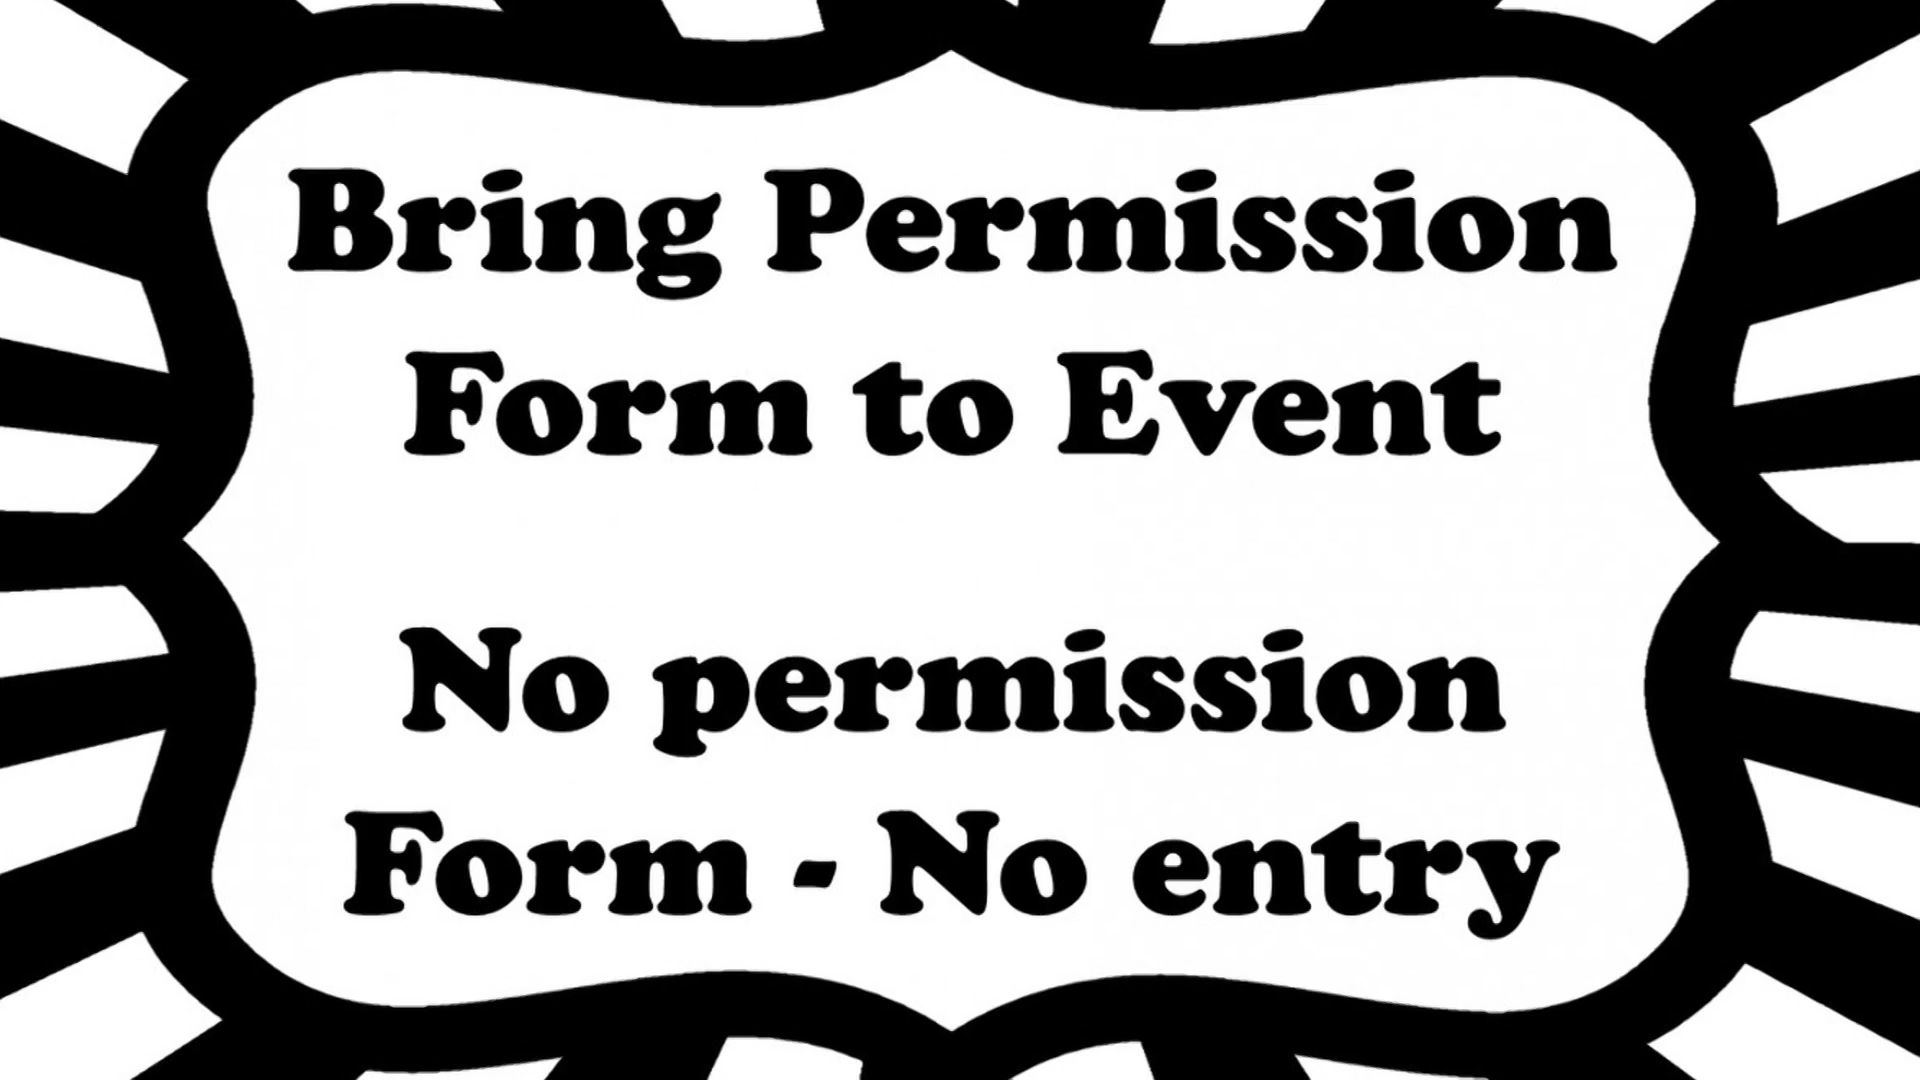 Bring Permission
Form to Event
No permission
Form - No entry